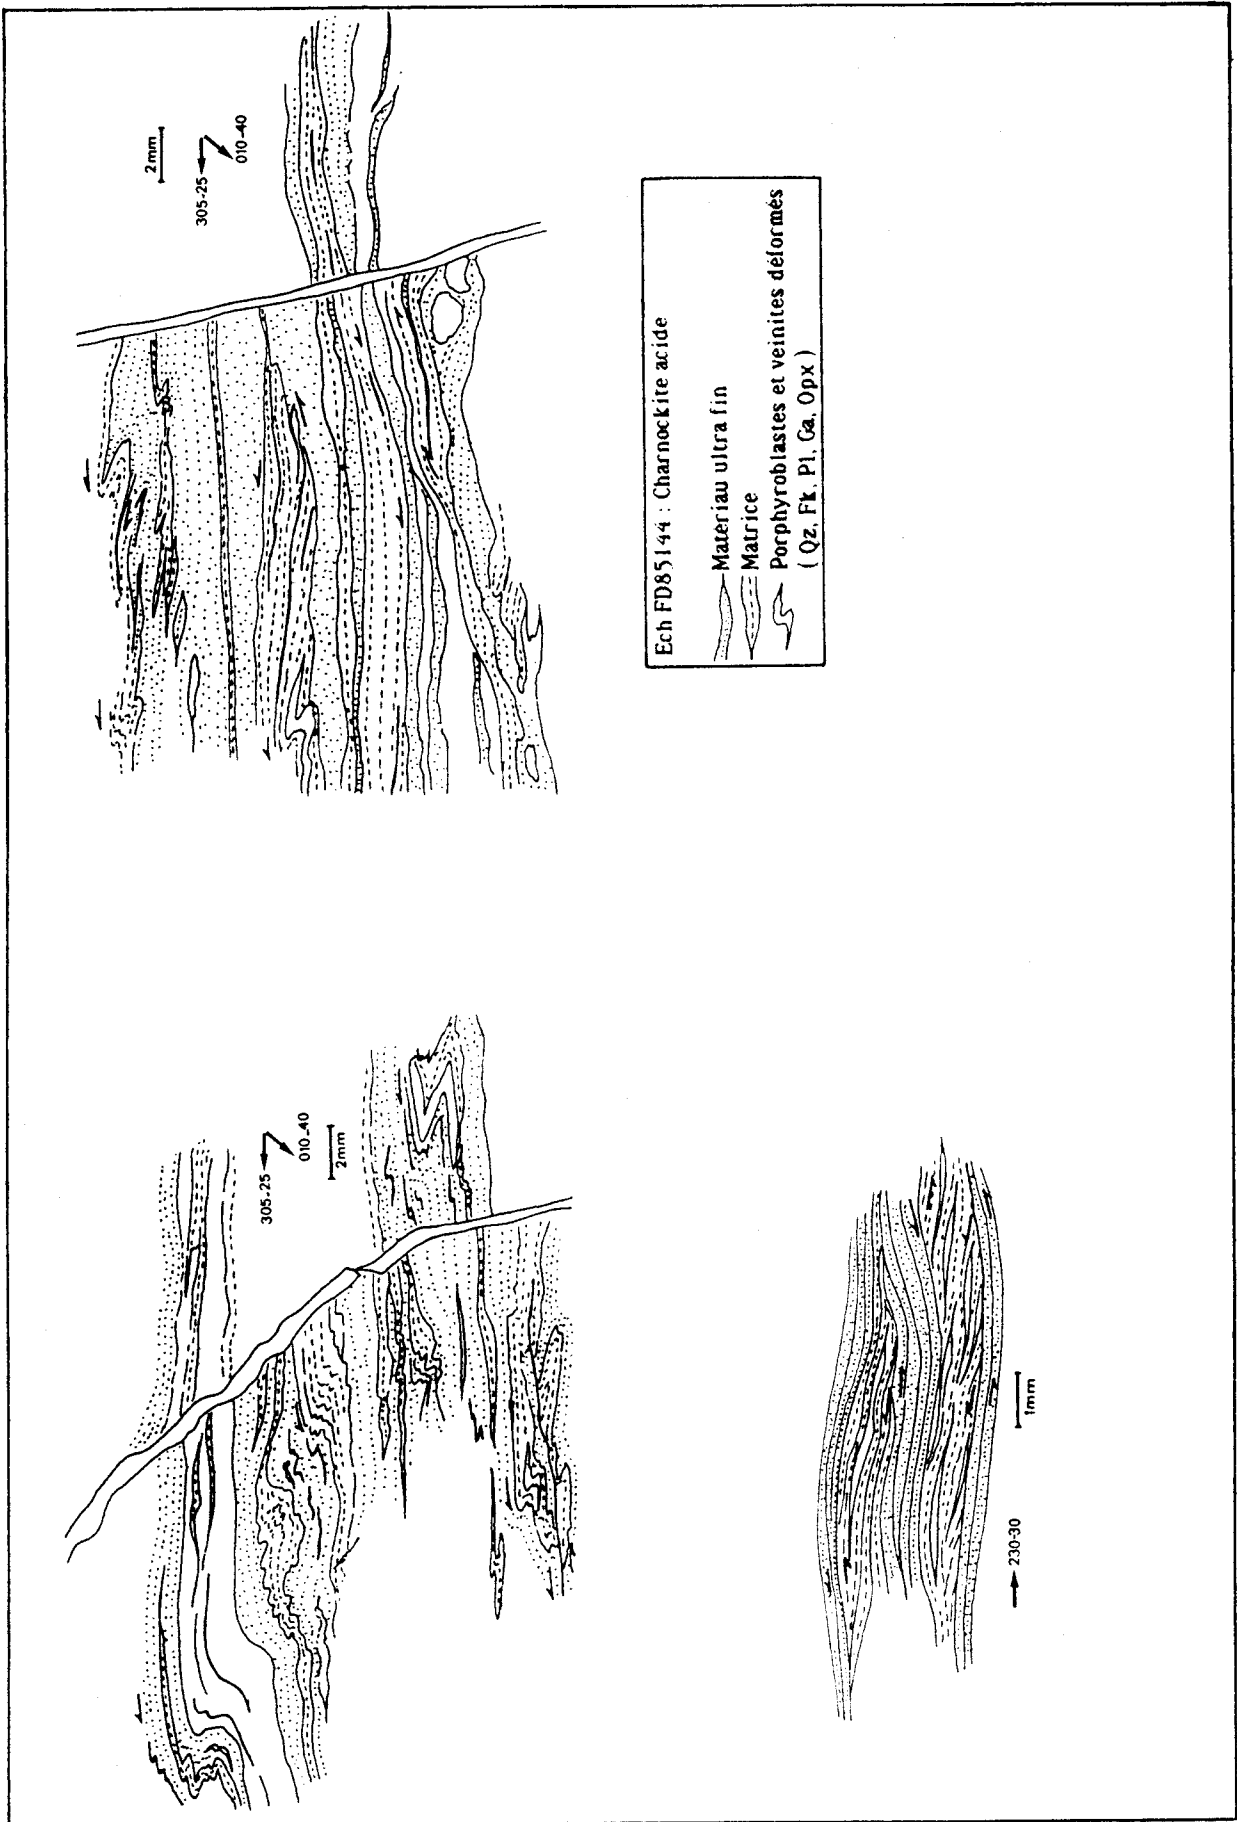 305-25
010-40
2mm
305-25
010-40
2mm
Ech FD85144 : Charnockite acide
Matériau ultra fin
Matrice
Porphyroblastes et veinites déformés
( Qz, Fk, Pl, Ga, Opx )
230-30
1mm